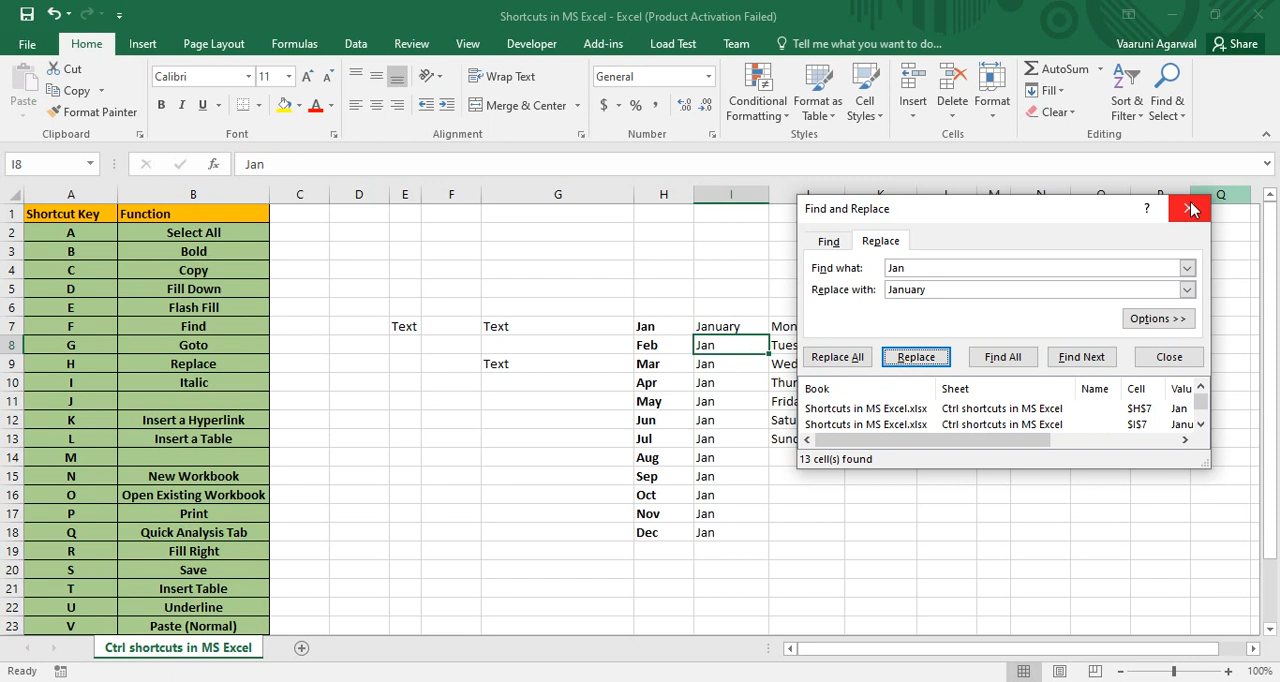 Shortcuts in MS Excel - Excel (Product Activation Failed)
File Home Insert Page Layout Formulas Data Review View Developer Add-ins Load Test Team Tell me what you want to do... Vaaruni Agarwal Share
Paste
Cut
Copy
Format Painter
Clipboard
Calibri 11
B I U
Font
Wrap Text
Merge & Center
Alignment
General
$ % ,
Number
Conditional Formatting
Format as Table
Cell Styles
Styles
Insert Delete Format
Cells
AutoSum
Fill
Clear
Sort & Filter
Find & Select
Editing
I8 fx Jan
A B C D E F G H I Q
1 Shortcut Key Function
2 A Select All
3 B Bold
4 C Copy
5 D Fill Down
6 E Flash Fill
7 F Find Text Text Jan January Mon
8 G Goto Feb Jan Tues
9 H Replace Text Mar Jan Wed
10 I Italic Apr Jan Thur
11 J May Jan Frida
12 K Insert a Hyperlink Jun Jan Satu
13 L Insert a Table Jul Jan Sund
14 M Aug Jan
15 N New Workbook Sep Jan
16 O Open Existing Workbook Oct Jan
17 P Print Nov Jan
18 Q Quick Analysis Tab Dec Jan
19 R Fill Right
20 S Save
21 T Insert Table
22 U Underline
23 V Paste (Normal)
Find and Replace ?
Find Replace
Find what: Jan
Replace with: January
Options >>
Replace All Replace Find All Find Next Close
Book Sheet Name Cell Valu
Shortcuts in MS Excel.xlsx Ctrl shortcuts in MS Excel $H$7 Jan
Shortcuts in MS Excel.xlsx Ctrl shortcuts in MS Excel $I$7 Janu
13 cell(s) found
Ctrl shortcuts in MS Excel
Ready 100%